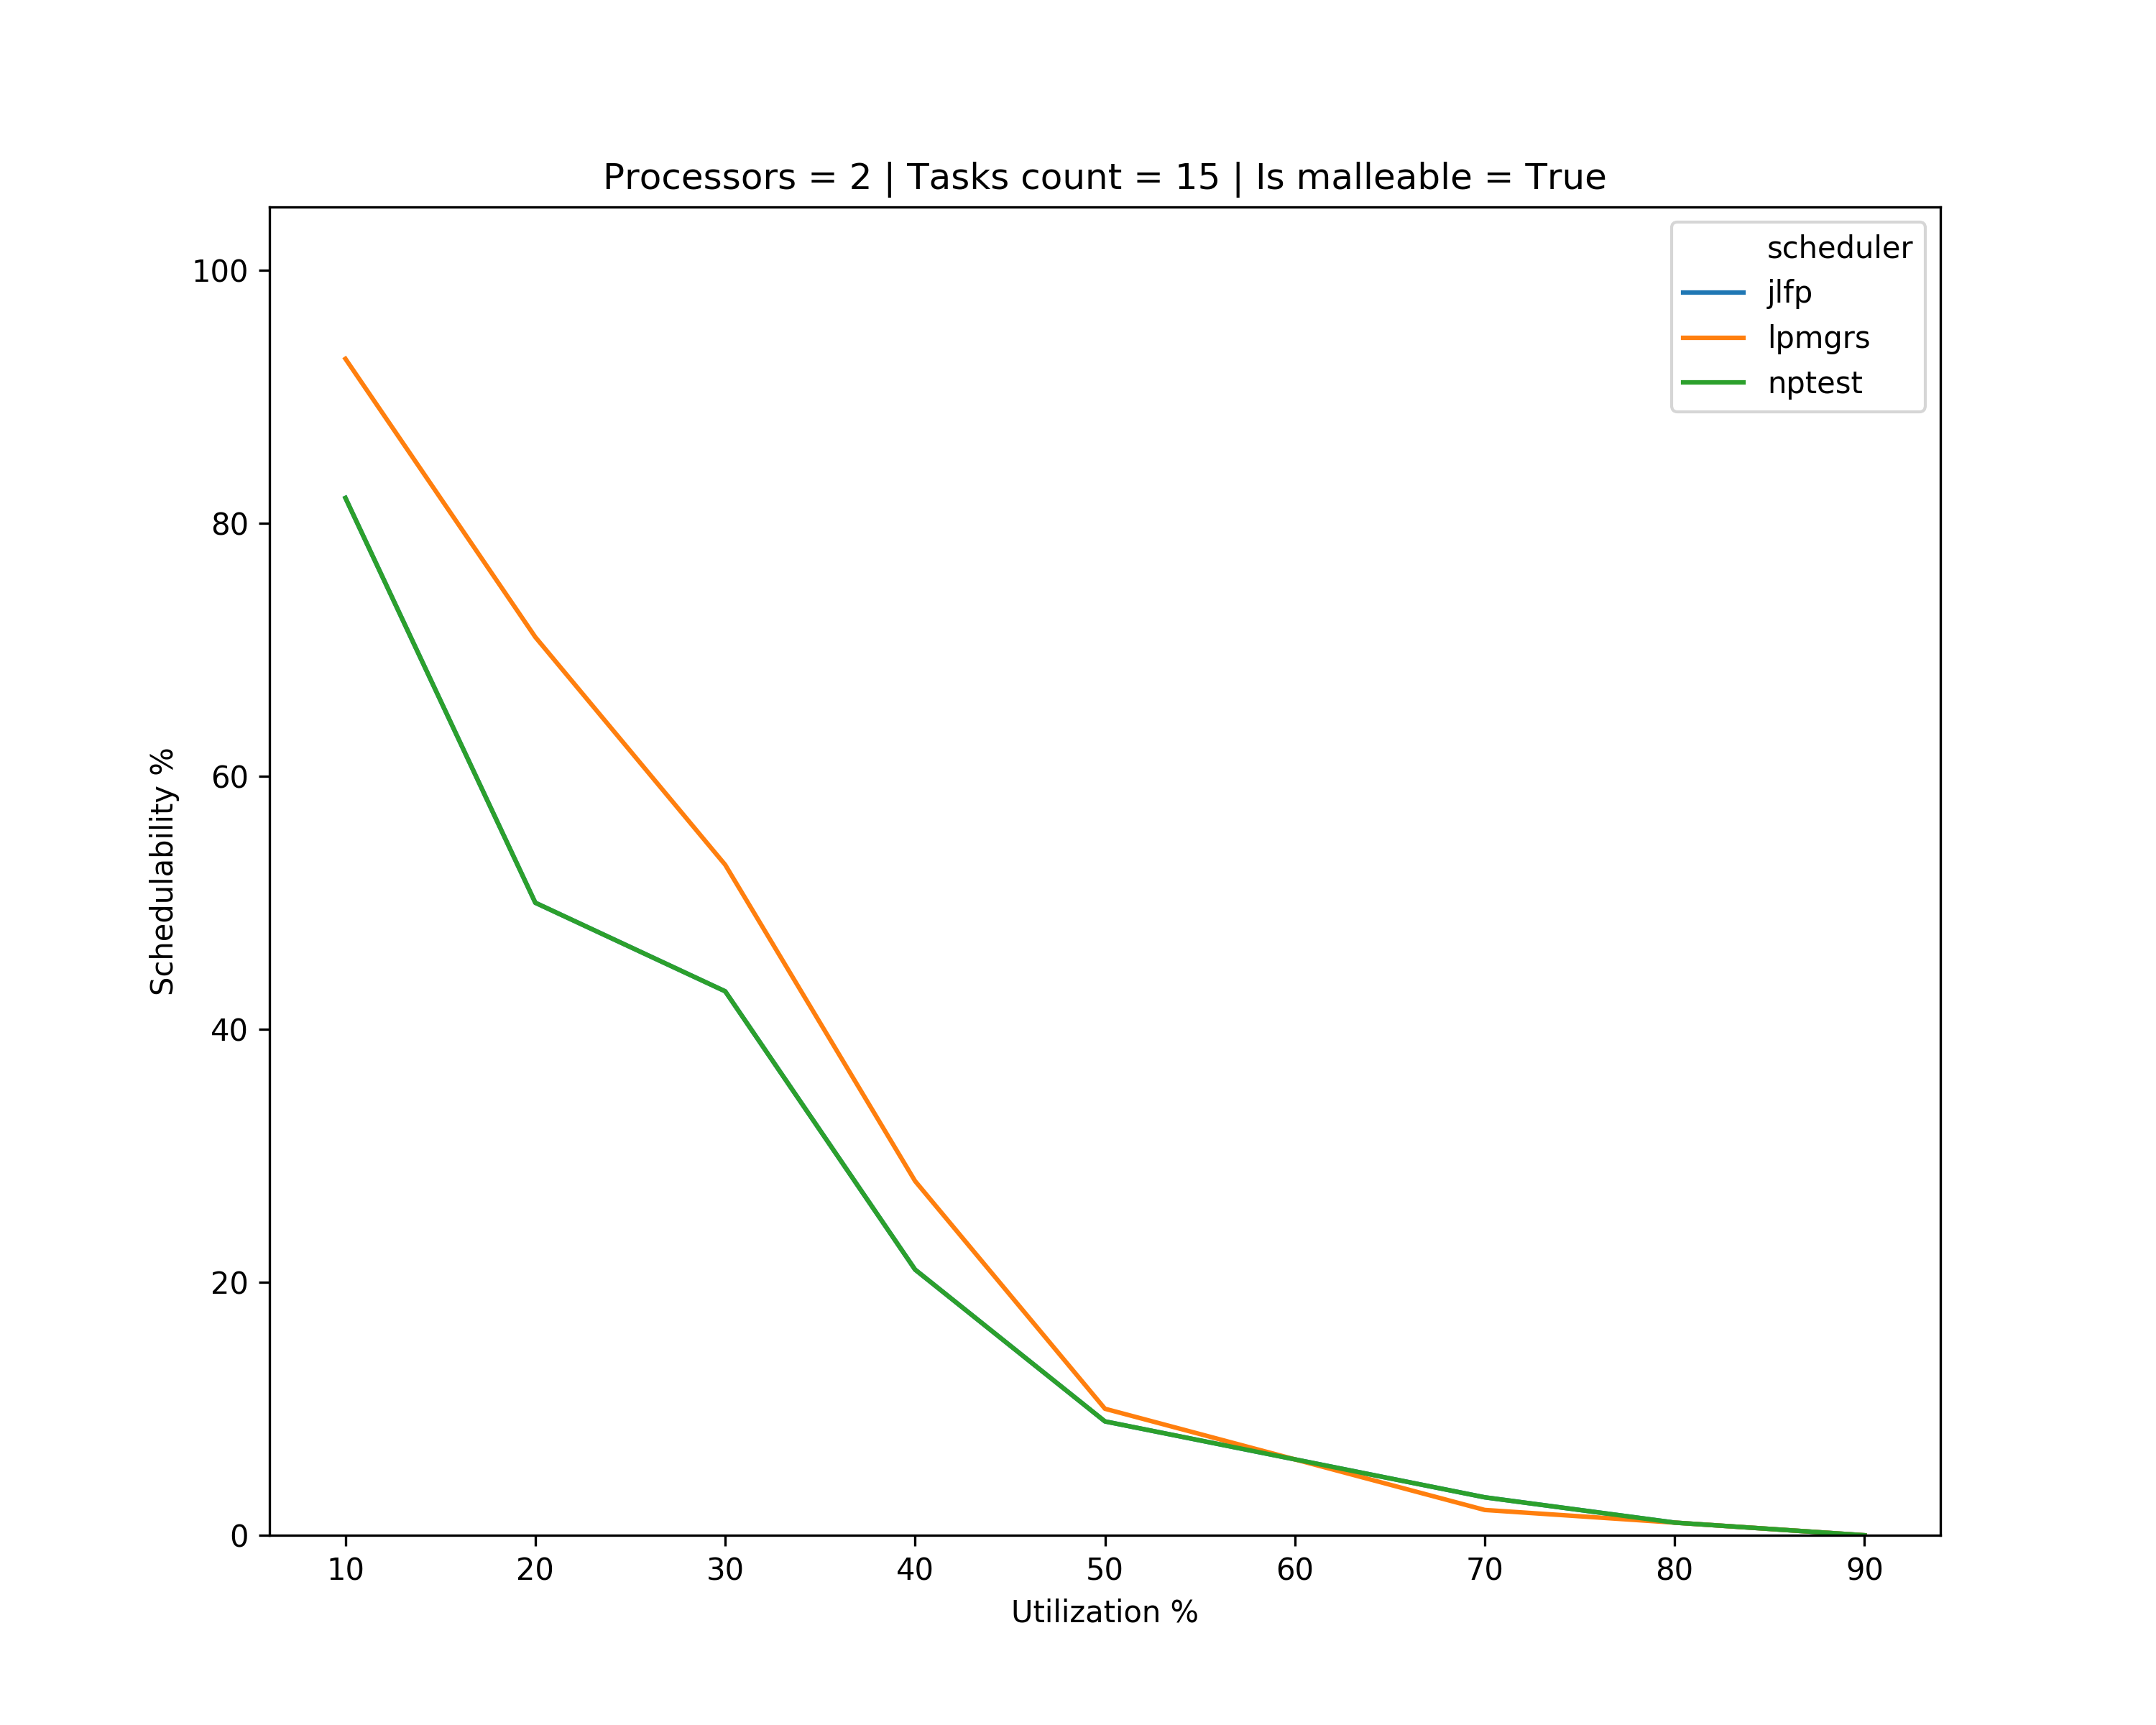 Processors = 2 | Tasks count = 15 | Is malleable = True
scheduler
jlfp
lpmgrs
nptest
100
80
60
40
20
0
Schedulability %
10 20 30 40 50 60 70 80 90
Utilization %